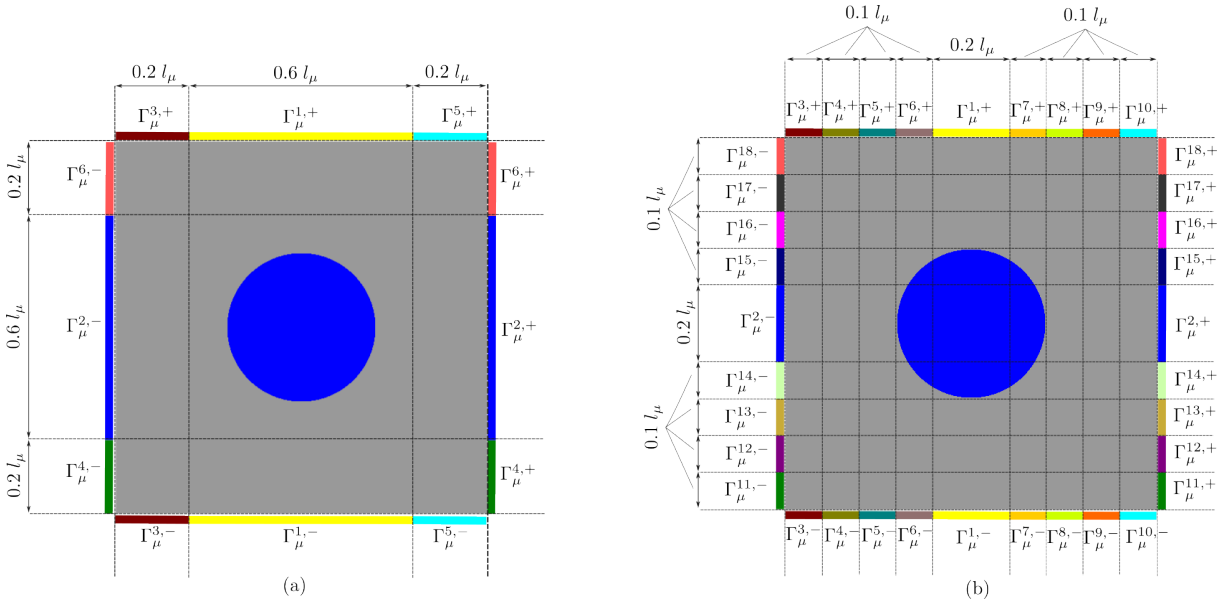 0.2 l_μ 0.6 l_μ 0.2 l_μ
Γ_μ^{3,+} Γ_μ^{1,+} Γ_μ^{5,+}
0.2 l_μ
Γ_μ^{6,-} Γ_μ^{6,+}
0.6 l_μ
Γ_μ^{2,-} Γ_μ^{2,+}
0.2 l_μ
Γ_μ^{4,-} Γ_μ^{4,+}
Γ_μ^{3,-} Γ_μ^{1,-} Γ_μ^{5,-}
(a)
0.1 l_μ 0.1 l_μ
0.2 l_μ
Γ_μ^{3,+} Γ_μ^{4,+} Γ_μ^{5,+} Γ_μ^{6,+} Γ_μ^{1,+} Γ_μ^{7,+} Γ_μ^{8,+} Γ_μ^{9,+} Γ_μ^{10,+}
Γ_μ^{18,-} Γ_μ^{18,+}
Γ_μ^{17,-} Γ_μ^{17,+}
0.1 l_μ
Γ_μ^{16,-} Γ_μ^{16,+}
Γ_μ^{15,-} Γ_μ^{15,+}
0.2 l_μ
Γ_μ^{2,-} Γ_μ^{2,+}
Γ_μ^{14,-} Γ_μ^{14,+}
0.1 l_μ
Γ_μ^{13,-} Γ_μ^{13,+}
Γ_μ^{12,-} Γ_μ^{12,+}
Γ_μ^{11,-} Γ_μ^{11,+}
Γ_μ^{3,-} Γ_μ^{4,-} Γ_μ^{5,-} Γ_μ^{6,-} Γ_μ^{1,-} Γ_μ^{7,-} Γ_μ^{8,-} Γ_μ^{9,-} Γ_μ^{10,-}
(b)